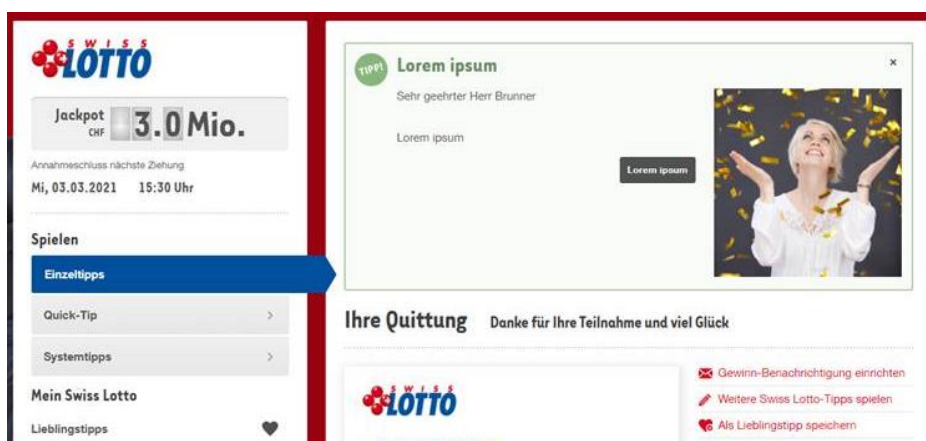 SWISS
LOTTO
Jackpot
CHF 3.0 Mio.
Annahmeschluss nächste Ziehung
Mi, 03.03.2021 15:30 Uhr
Spielen
Einzeltipps
Quick-Tip
Systemtipps
Mein Swiss Lotto
Lieblingstipps
TIPP!
Lorem ipsum
×
Sehr geehrter Herr Brunner
Lorem ipsum
Lorem ipsum
Ihre Quittung Danke für Ihre Teilnahme und viel Glück
SWISS
LOTTO
Gewinn-Benachrichtigung einrichten
Weitere Swiss Lotto-Tipps spielen
Als Lieblingstipp speichern